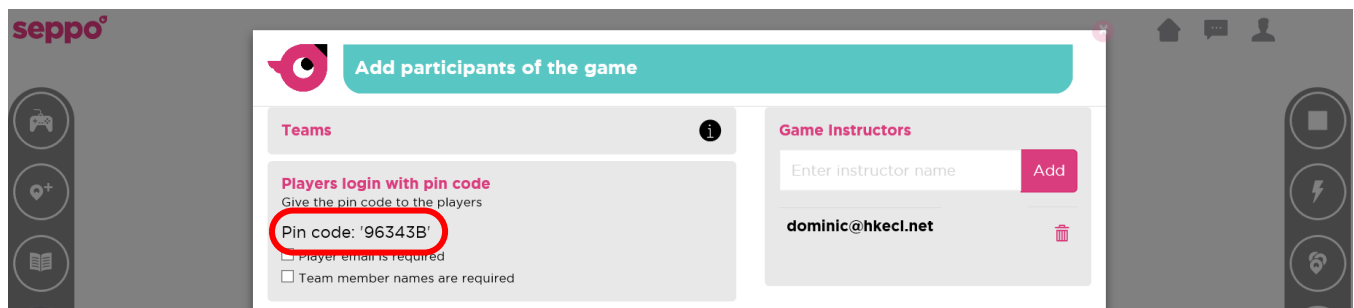 seppo
Add participants of the game
Teams
i
Players login with pin code
Give the pin code to the players
Pin code: '96343B'
Player email is required
Team member names are required
Game Instructors
Enter instructor name
Add
dominic@hkecl.net